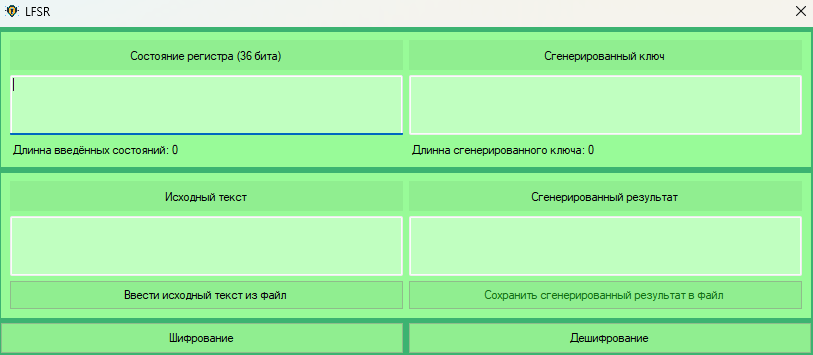 LFSR
Состояние регистра (36 бита)
Сгенерированный ключ
Длинна введённых состояний: 0
Длинна сгенерированного ключа: 0
Исходный текст
Сгенерированный результат
Ввести исходный текст из файл
Сохранить сгенерированный результат в файл
Шифрование
Дешифрование